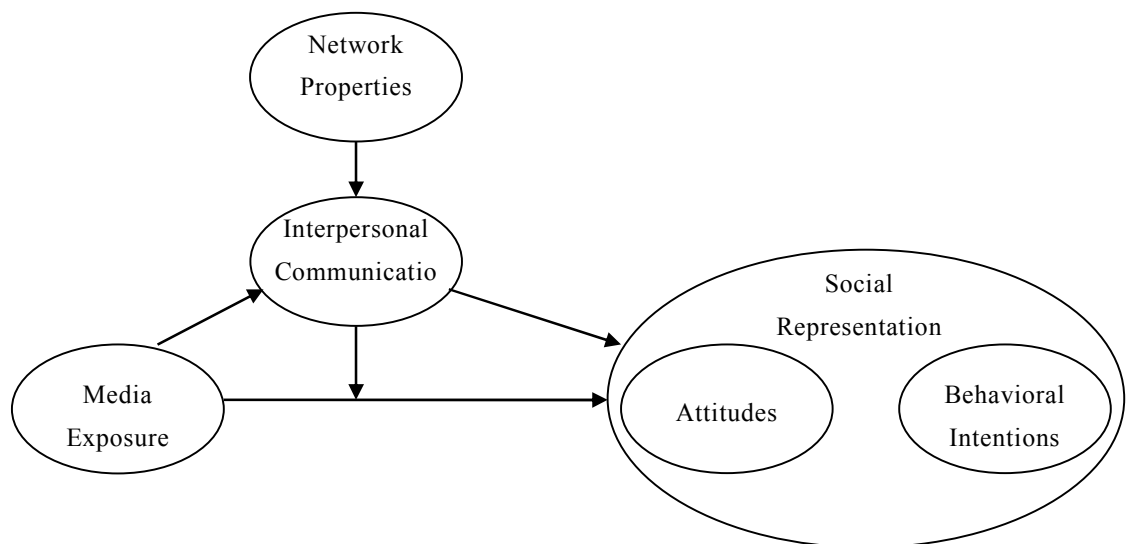 Network
Properties
Interpersonal
Communicatio
Social
Representation
Media
Exposure
Attitudes
Behavioral
Intentions